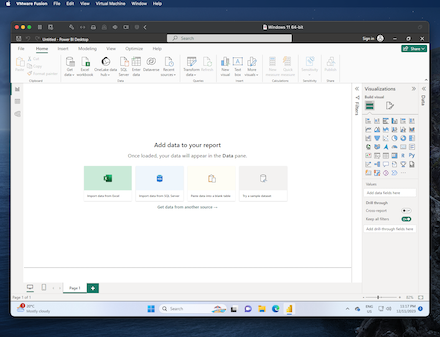 VMware Fusion File Edit View Virtual Machine Window Help
Windows 11 64-bit
Untitled - Power BI Desktop
Search
Sign in
File Home Insert Modeling View Optimize Help
Share
Paste
Cut
Copy
Format painter
Get data
Excel workbook
OneLake data hub
SQL Server
Enter data
Dataverse
Recent sources
Transform data
Refresh
New visual
Text box
More visuals
New measure
Quick measure
Sensitivity
Publish
Clipboard Data Queries Insert Calculations Sensitivity Share
Filters
Visualizations
Data
Build visual
Add data to your report
Once loaded, your data will appear in the Data pane.
Import data from Excel
Import data from SQL Server
Paste data into a blank table
Try a sample dataset
Get data from another source →
Values
Add data fields here
Drill through
Cross-report
Keep all filters
Add drill-through fields here
Page 1
Page 1 of 1
Mostly cloudy
Search
ENG
US